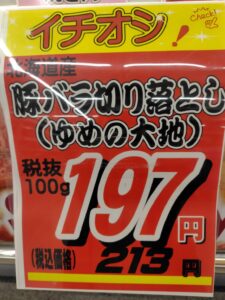 Check!
イチオシ!
北海道産
豚バラ切り落とし
(ゆめの大地)
税抜
100g
197円
(税込価格) 213円